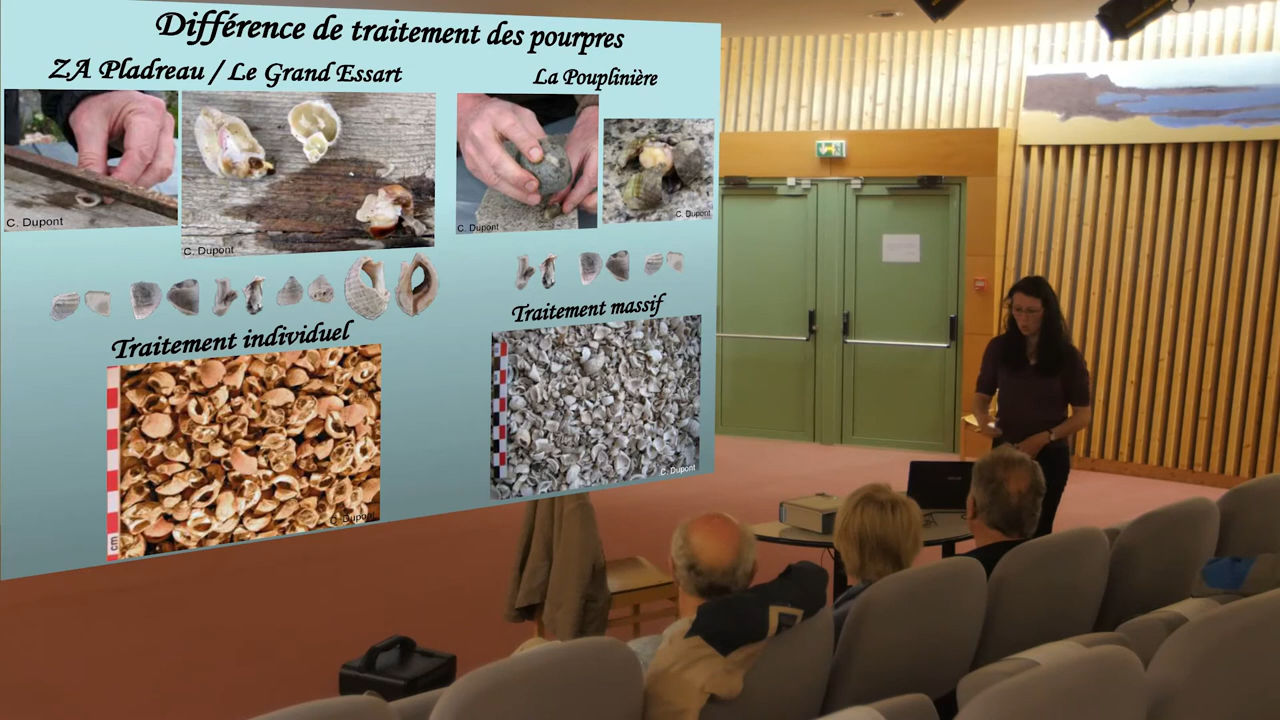 Différence de traitement des pourpres
ZA Pladreau / Le Grand Essart
La Pouplinière
C. Dupont
C. Dupont
C. Dupont
C. Dupont
Traitement individuel
Traitement massif
cm
C. Dupont
C. Dupont